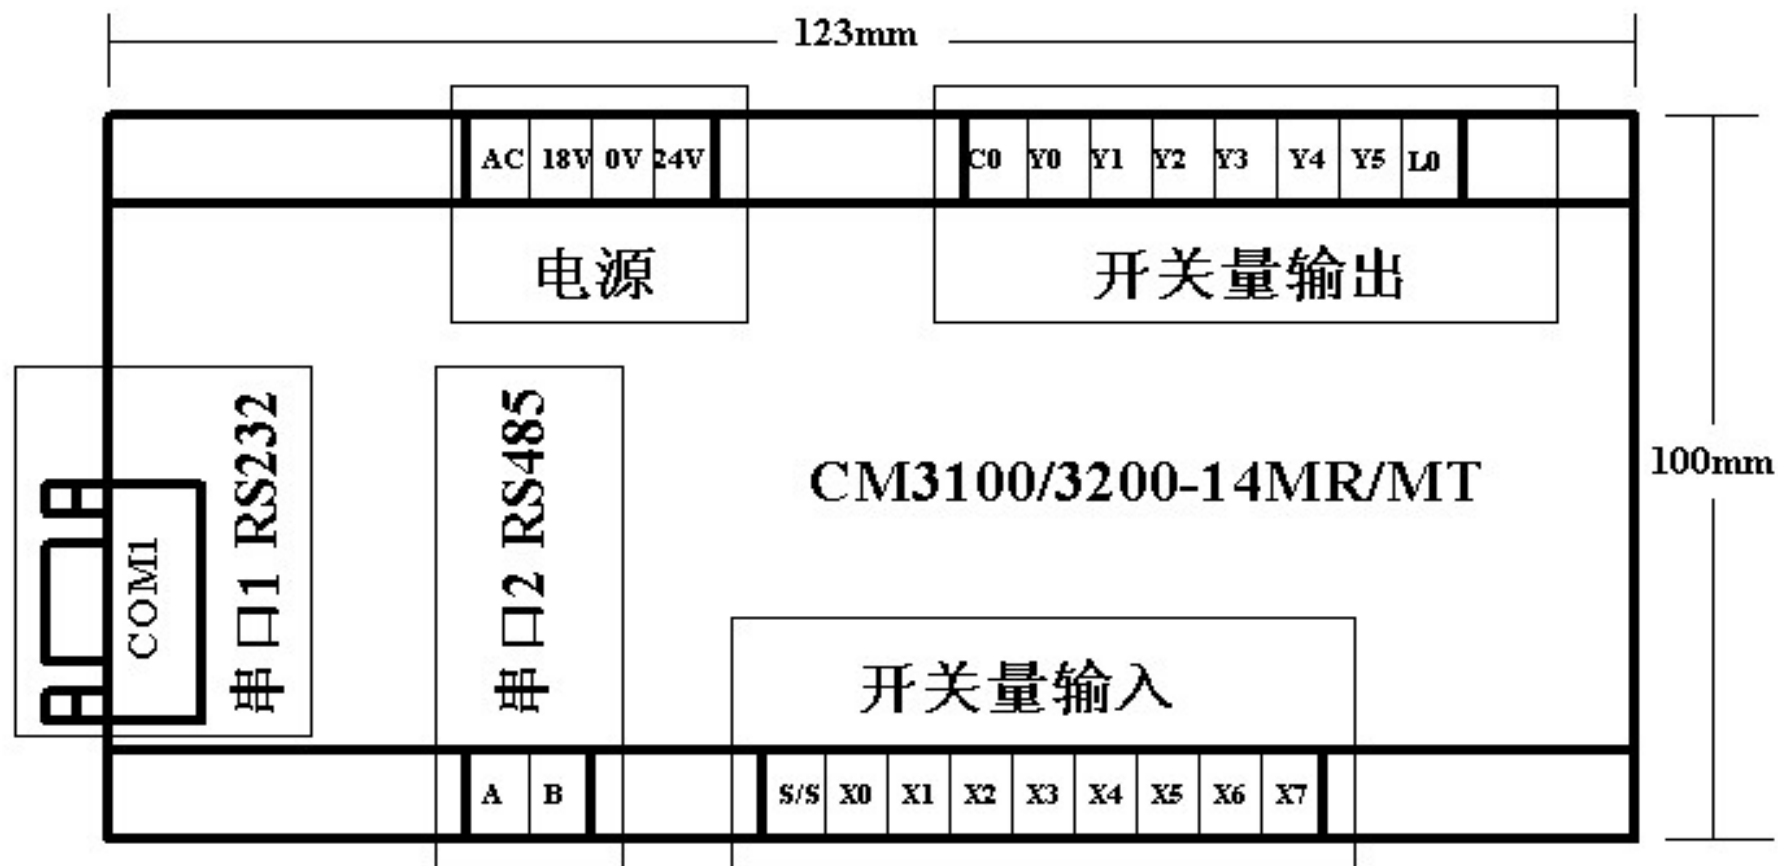 123mm
AC 18V 0V 24V
C0 Y0 Y1 Y2 Y3 Y4 Y5 L0
电源
开关量输出
串口1 RS232
COM1
串口2 RS485
CM3100/3200-14MR/MT
100mm
开关量输入
A B
S/S X0 X1 X2 X3 X4 X5 X6 X7